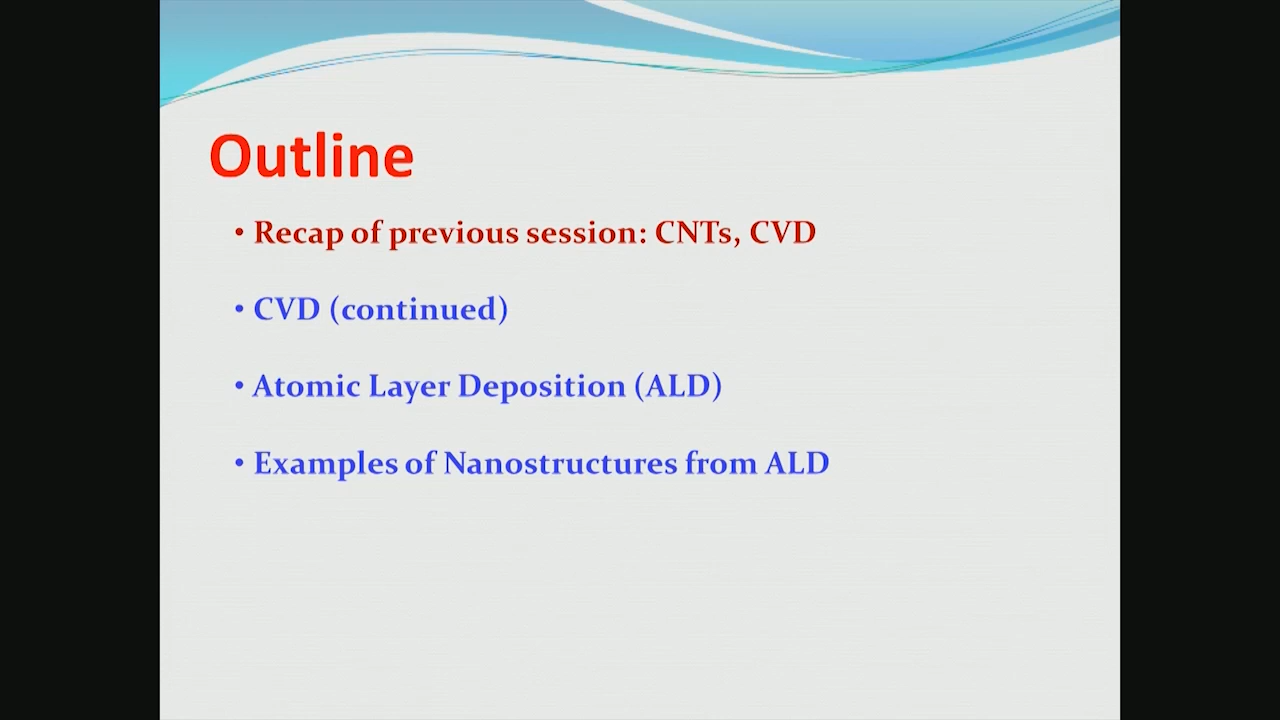 Outline
• Recap of previous session: CNTs, CVD
• CVD (continued)
• Atomic Layer Deposition (ALD)
• Examples of Nanostructures from ALD